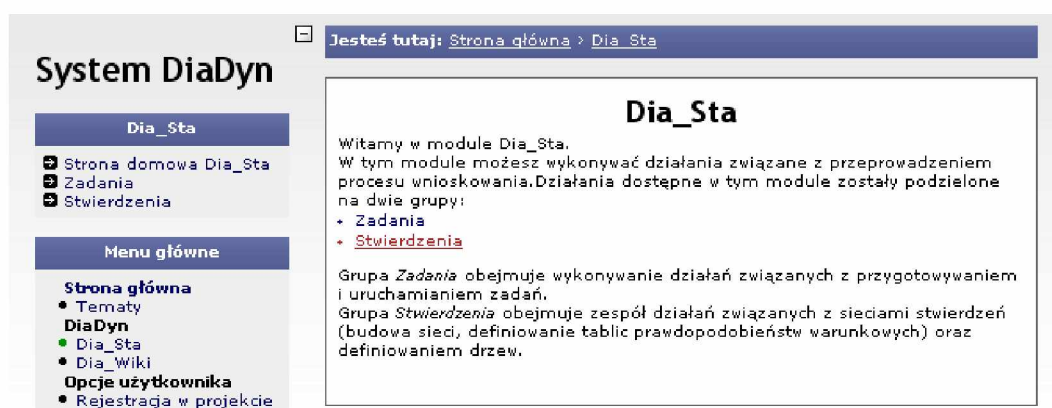 System DiaDyn
Dia_Sta
Strona domowa Dia_Sta
Zadania
Stwierdzenia
Menu główne
Strona główna
• Tematy
DiaDyn
• Dia_Sta
• Dia_Wiki
Opcje użytkownika
• Rejestracja w projekcie
Jesteś tutaj: Strona główna > Dia_Sta
Dia_Sta
Witamy w module Dia_Sta.
W tym module możesz wykonywać działania związane z przeprowadzeniem
procesu wnioskowania.Działania dostępne w tym module zostały podzielone
na dwie grupy:
• Zadania
• Stwierdzenia
Grupa Zadania obejmuje wykonywanie działań związanych z przygotowywaniem
i uruchamianiem zadań.
Grupa Stwierdzenia obejmuje zespół działań związanych z sieciami stwierdzeń
(budowa sieci, definiowanie tablic prawdopodobieństw warunkowych) oraz
definiowaniem drzew.